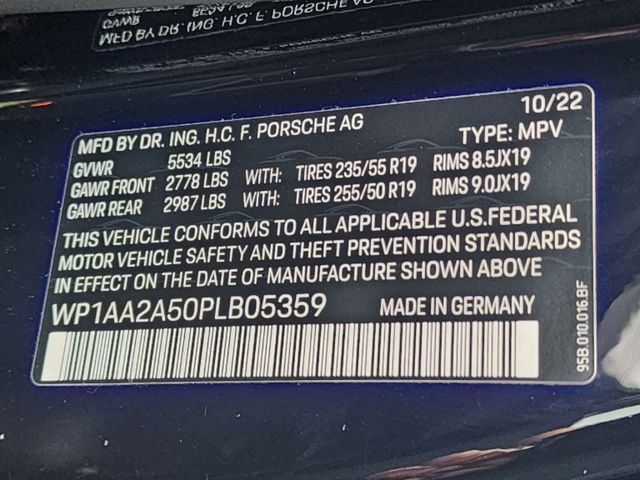 MFD BY DR. ING. H.C. F. PORSCHE AG 10/22
GVWR 5534 LBS TYPE: MPV
GAWR FRONT 2778 LBS WITH: TIRES 235/55 R19 RIMS 8.5JX19
GAWR REAR 2987 LBS WITH: TIRES 255/50 R19 RIMS 9.0JX19
THIS VEHICLE CONFORMS TO ALL APPLICABLE U.S.FEDERAL
MOTOR VEHICLE SAFETY AND THEFT PREVENTION STANDARDS
IN EFFECT ON THE DATE OF MANUFACTURE SHOWN ABOVE
WP1AA2A50PLB05359 MADE IN GERMANY
95B.010.016.BF